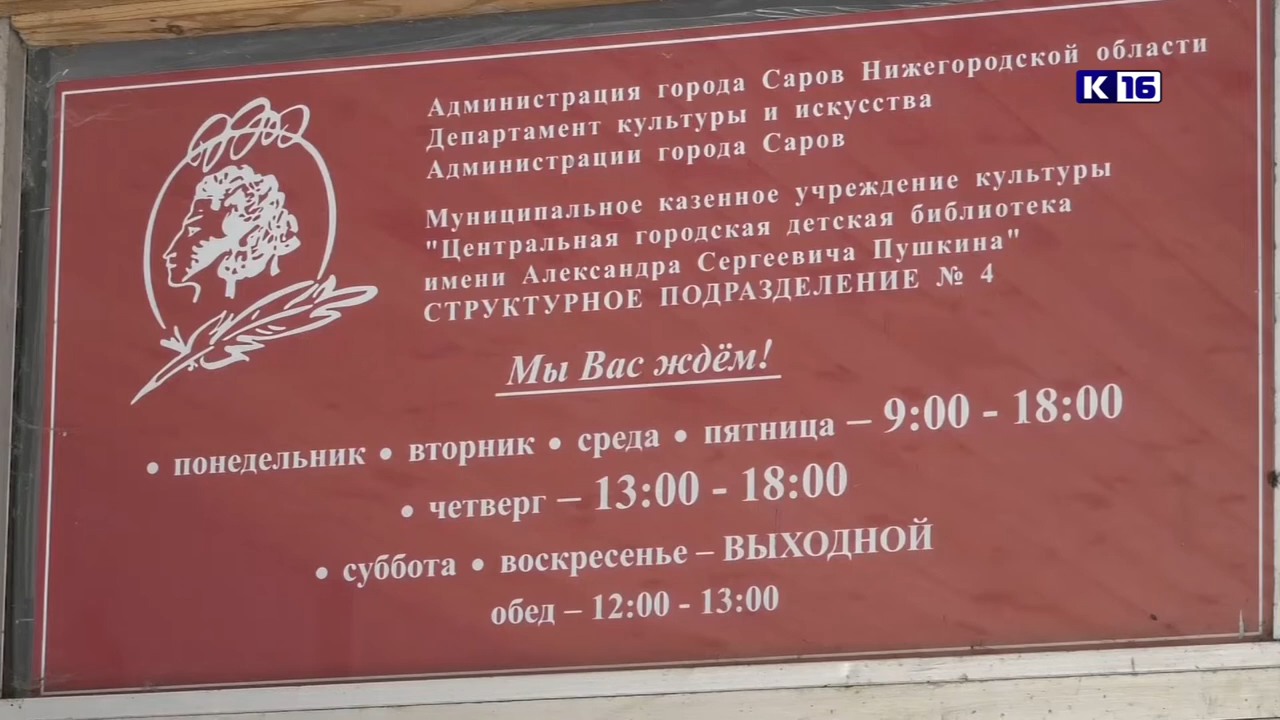 Администрация города Саров Нижегородской области
Департамент культуры и искусства
Администрации города Саров
Муниципальное казенное учреждение культуры
"Центральная городская детская библиотека
имени Александра Сергеевича Пушкина"
СТРУКТУРНОЕ ПОДРАЗДЕЛЕНИЕ № 4
Мы Вас ждём!
• понедельник • вторник • среда • пятница – 9:00 - 18:00
• четверг – 13:00 - 18:00
• суббота • воскресенье – ВЫХОДНОЙ
обед – 12:00 - 13:00
К 16